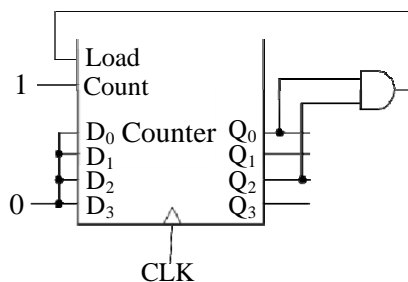 Load
1 Count
D₀ Counter Q₀
D₁ Q₁
D₂ Q₂
0 D₃ Q₃
CLK